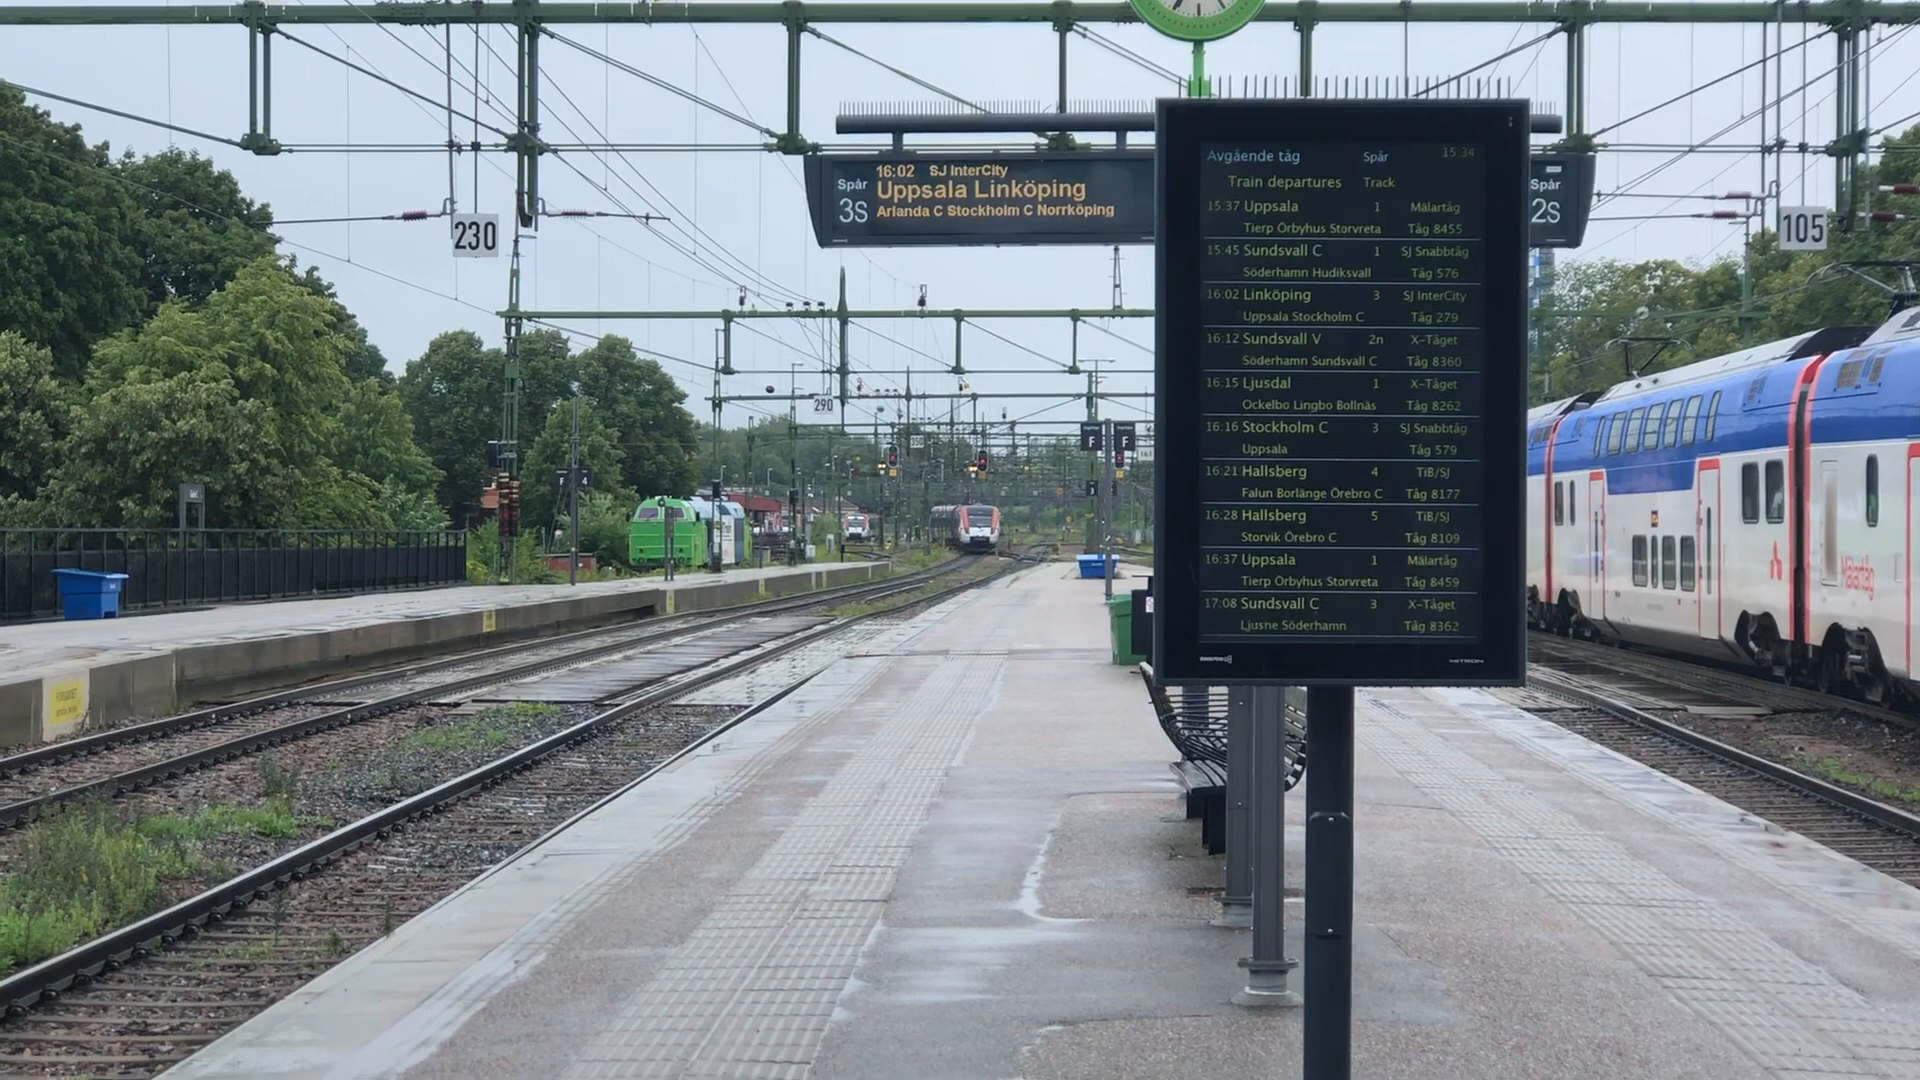 230
105
290
16:02 SJ InterCity
Spår Uppsala Linköping
3s Arlanda C Stockholm C Norrköping
Spår
2s
Avgående tåg Spår 15:34
Train departures Track
15:37 Uppsala 1 Mälartåg
Tierp Örbyhus Storvreta Tåg 8455
15:45 Sundsvall C 1 SJ Snabbtåg
Söderhamn Hudiksvall Tåg 576
16:02 Linköping 3 SJ InterCity
Uppsala Stockholm C Tåg 279
16:12 Sundsvall V 2n X-Tåget
Söderhamn Sundsvall C Tåg 8360
16:15 Ljusdal 1 X-Tåget
Ockelbo Lingbo Bollnäs Tåg 8262
16:16 Stockholm C 3 SJ Snabbtåg
Uppsala Tåg 579
16:21 Hallsberg 4 TiB/SJ
Falun Borlänge Örebro C Tåg 8177
16:28 Hallsberg 5 TiB/SJ
Storvik Örebro C Tåg 8109
16:37 Uppsala 1 Mälartåg
Tierp Örbyhus Storvreta Tåg 8459
17:08 Sundsvall C 3 X-Tåget
Ljusne Söderhamn Tåg 8362
HITRON
F F
F 4
Mälartåg